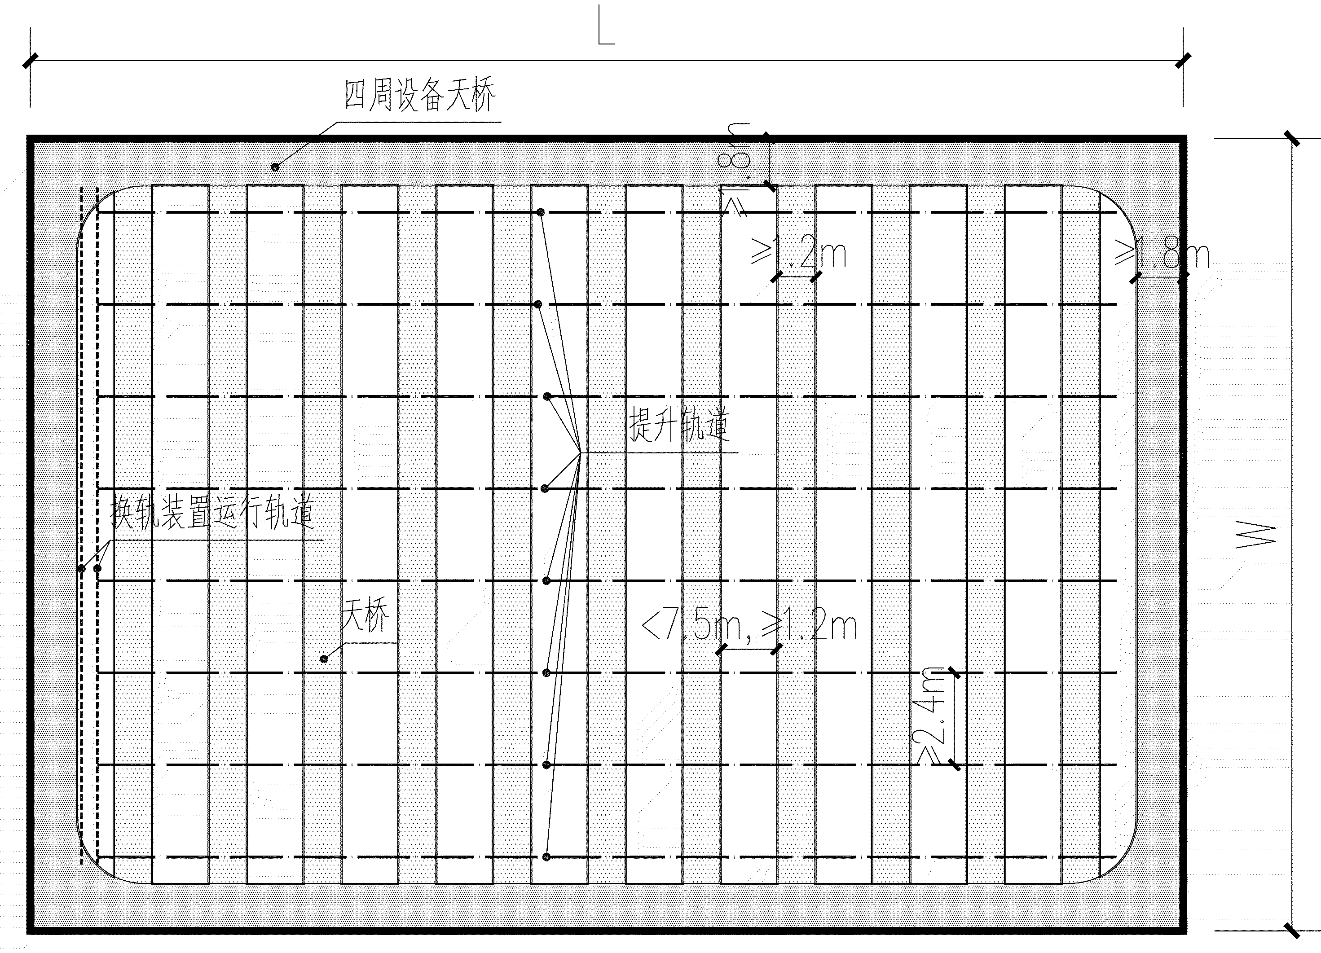 L
四周设备天桥
≥1.8m
≥1.2m
≥1.8m
提升轨道
换轨装置运行轨道
W
天桥
<7.5m,≥1.2m
≥2.4m